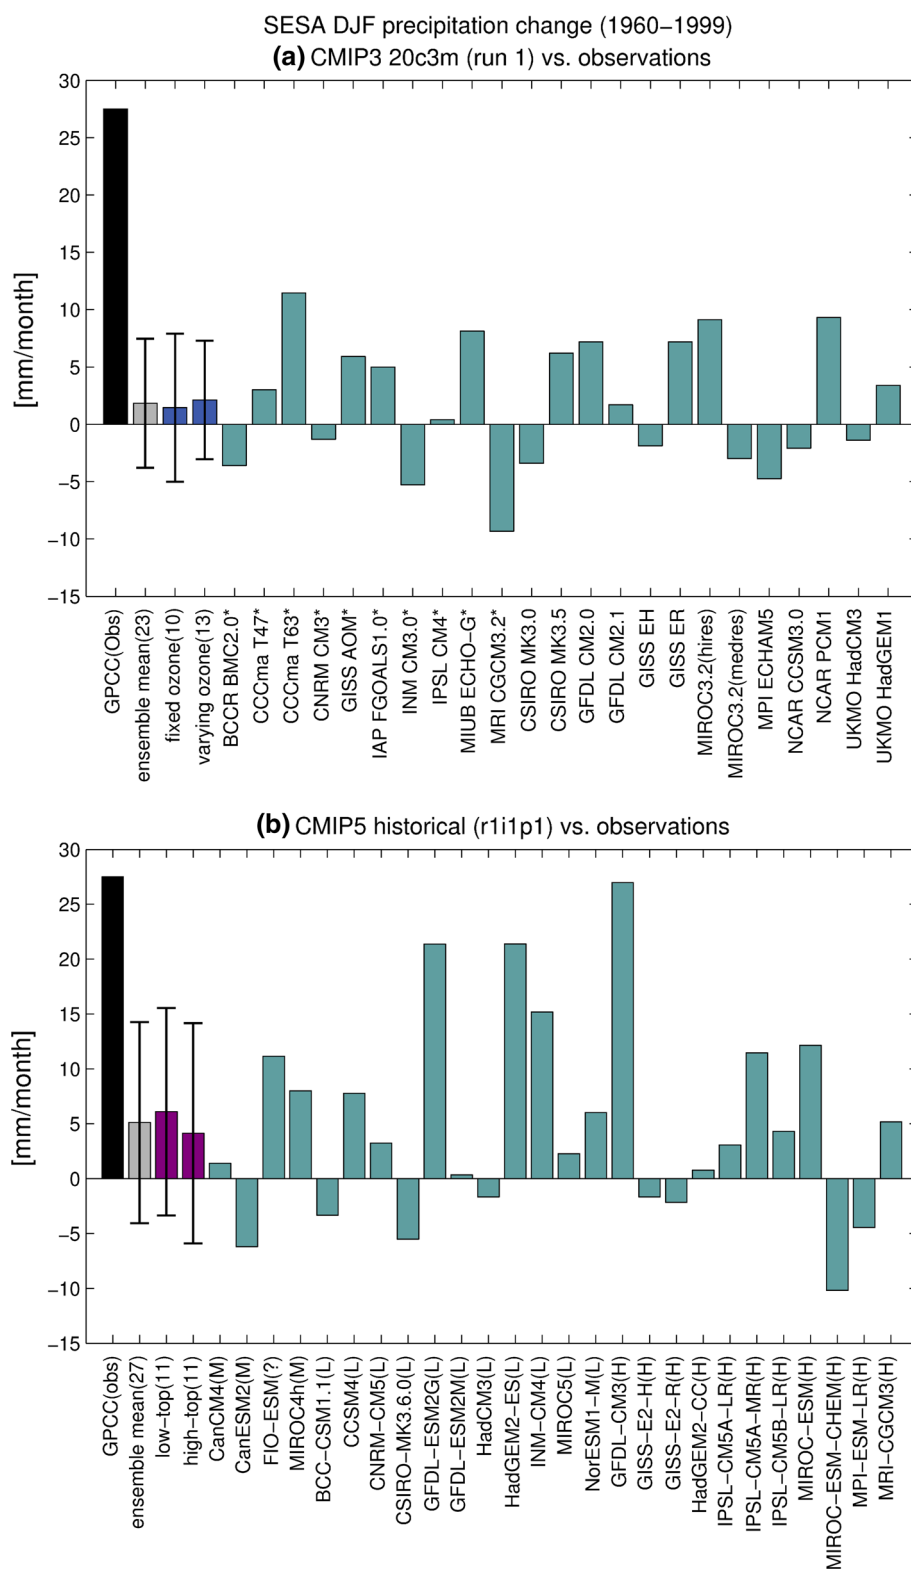 SESA DJF precipitation change (1960−1999)
(a) CMIP3 20c3m (run 1) vs. observations
30
25
20
15
10
5
0
−5
−10
−15
[mm/month]
GPCC(Obs)
ensemble mean(23)
fixed ozone(10)
varying ozone(13)
BCCR BMC2.0*
CCCma T47*
CCCma T63*
CNRM CM3*
GISS AOM*
IAP FGOALS1.0*
INM CM3.0*
IPSL CM4*
MIUB ECHO−G*
MRI CGCM3.2*
CSIRO MK3.0
CSIRO MK3.5
GFDL CM2.0
GFDL CM2.1
GISS EH
GISS ER
MIROC3.2(hires)
MIROC3.2(medres)
MPI ECHAM5
NCAR CCSM3.0
NCAR PCM1
UKMO HadCM3
UKMO HadGEM1
(b) CMIP5 historical (r1i1p1) vs. observations
30
25
20
15
10
5
0
−5
−10
−15
[mm/month]
GPCC(obs)
ensemble mean(27)
low−top(11)
high−top(11)
CanCM4(M)
CanESM2(M)
FIO−ESM(?)
MIROC4h(M)
BCC−CSM1.1(L)
CCSM4(L)
CNRM−CM5(L)
CSIRO−MK3.6.0(L)
GFDL−ESM2G(L)
GFDL−ESM2M(L)
HadCM3(L)
HadGEM2−ES(L)
INM−CM4(L)
MIROC5(L)
NorESM1−M(L)
GFDL−CM3(H)
GISS−E2−H(H)
GISS−E2−R(H)
HadGEM2−CC(H)
IPSL−CM5A−LR(H)
IPSL−CM5A−MR(H)
IPSL−CM5B−LR(H)
MIROC−ESM(H)
MIROC−ESM−CHEM(H)
MPI−ESM−LR(H)
MRI−CGCM3(H)